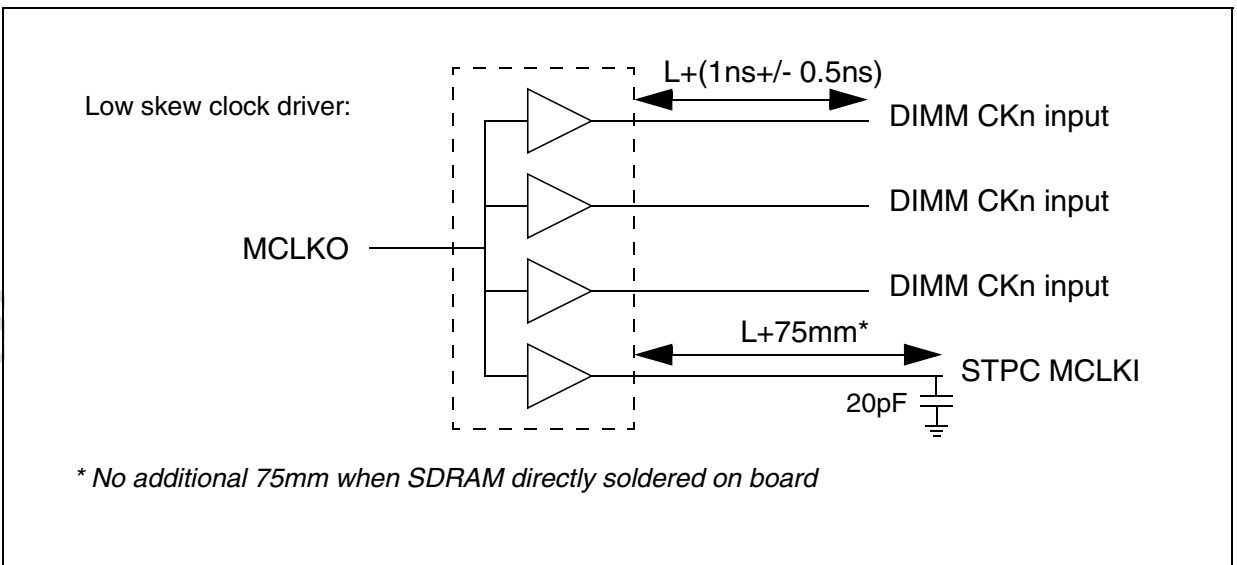 L+(1ns+/- 0.5ns)
Low skew clock driver:
DIMM CKn input
DIMM CKn input
MCLKO
DIMM CKn input
L+75mm*
STPC MCLKI
20pF
* No additional 75mm when SDRAM directly soldered on board